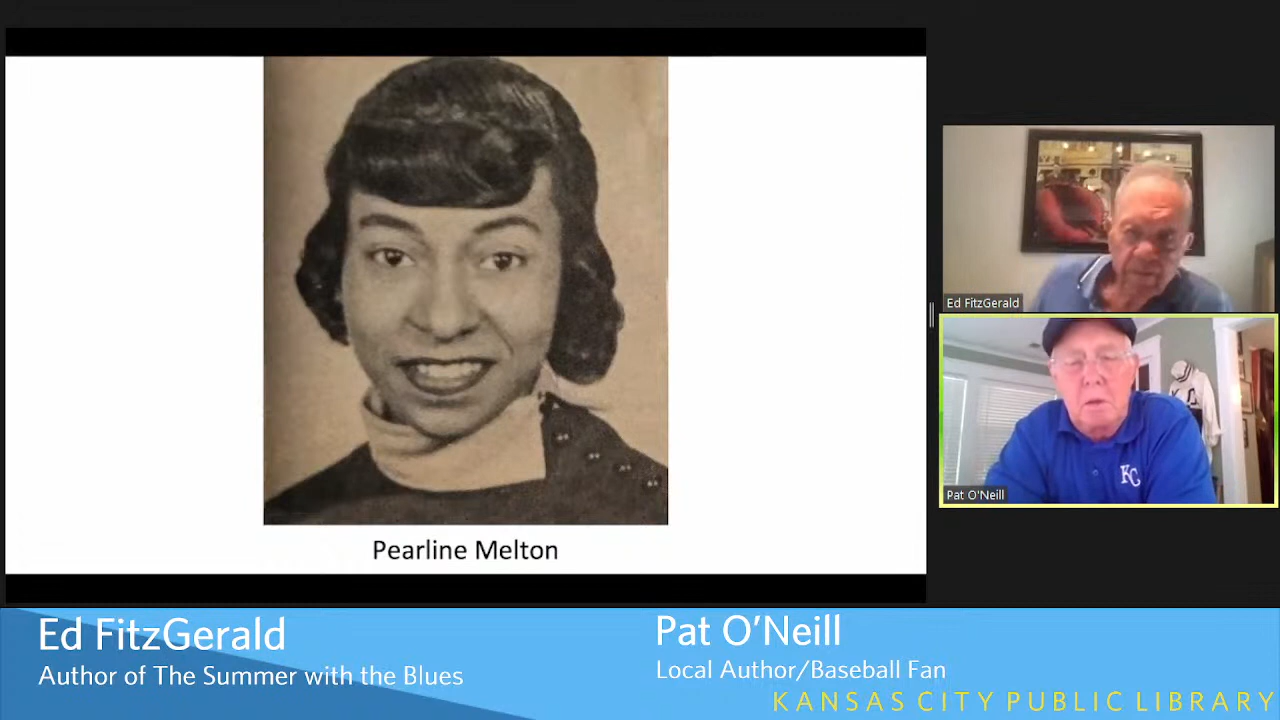 Pearline Melton
Ed FitzGerald
KC
Pat O'Neill
Ed FitzGerald
Author of The Summer with the Blues
Pat O’Neill
Local Author/Baseball Fan
KANSAS CITY PUBLIC LIBRARY